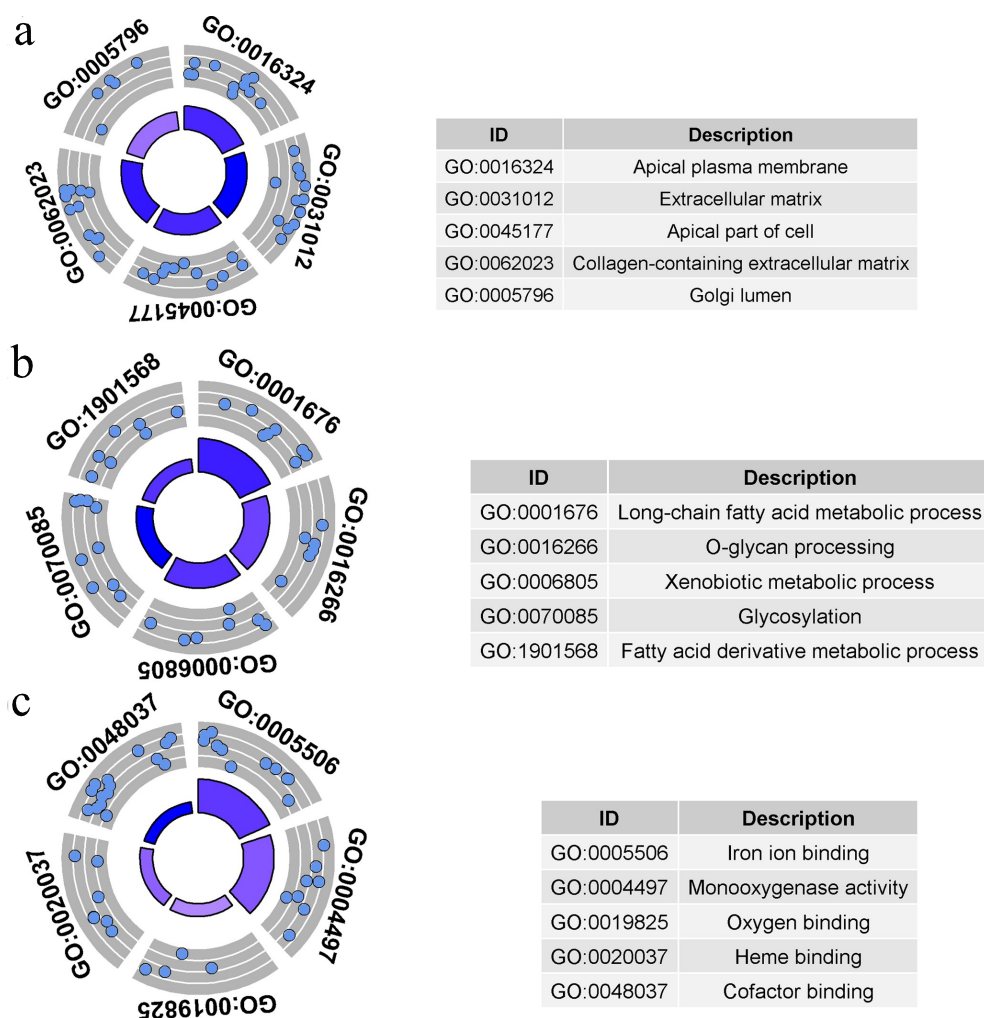 a
GO:0005796
GO:0016324
GO:0031012
GO:0045177
GO:0062023
ID Description
GO:0016324 Apical plasma membrane
GO:0031012 Extracellular matrix
GO:0045177 Apical part of cell
GO:0062023 Collagen-containing extracellular matrix
GO:0005796 Golgi lumen
b
GO:1901568
GO:0001676
GO:0016266
GO:0006805
GO:0070085
ID Description
GO:0001676 Long-chain fatty acid metabolic process
GO:0016266 O-glycan processing
GO:0006805 Xenobiotic metabolic process
GO:0070085 Glycosylation
GO:1901568 Fatty acid derivative metabolic process
c
GO:0048037
GO:0005506
GO:0004497
GO:0019825
GO:0020037
ID Description
GO:0005506 Iron ion binding
GO:0004497 Monooxygenase activity
GO:0019825 Oxygen binding
GO:0020037 Heme binding
GO:0048037 Cofactor binding